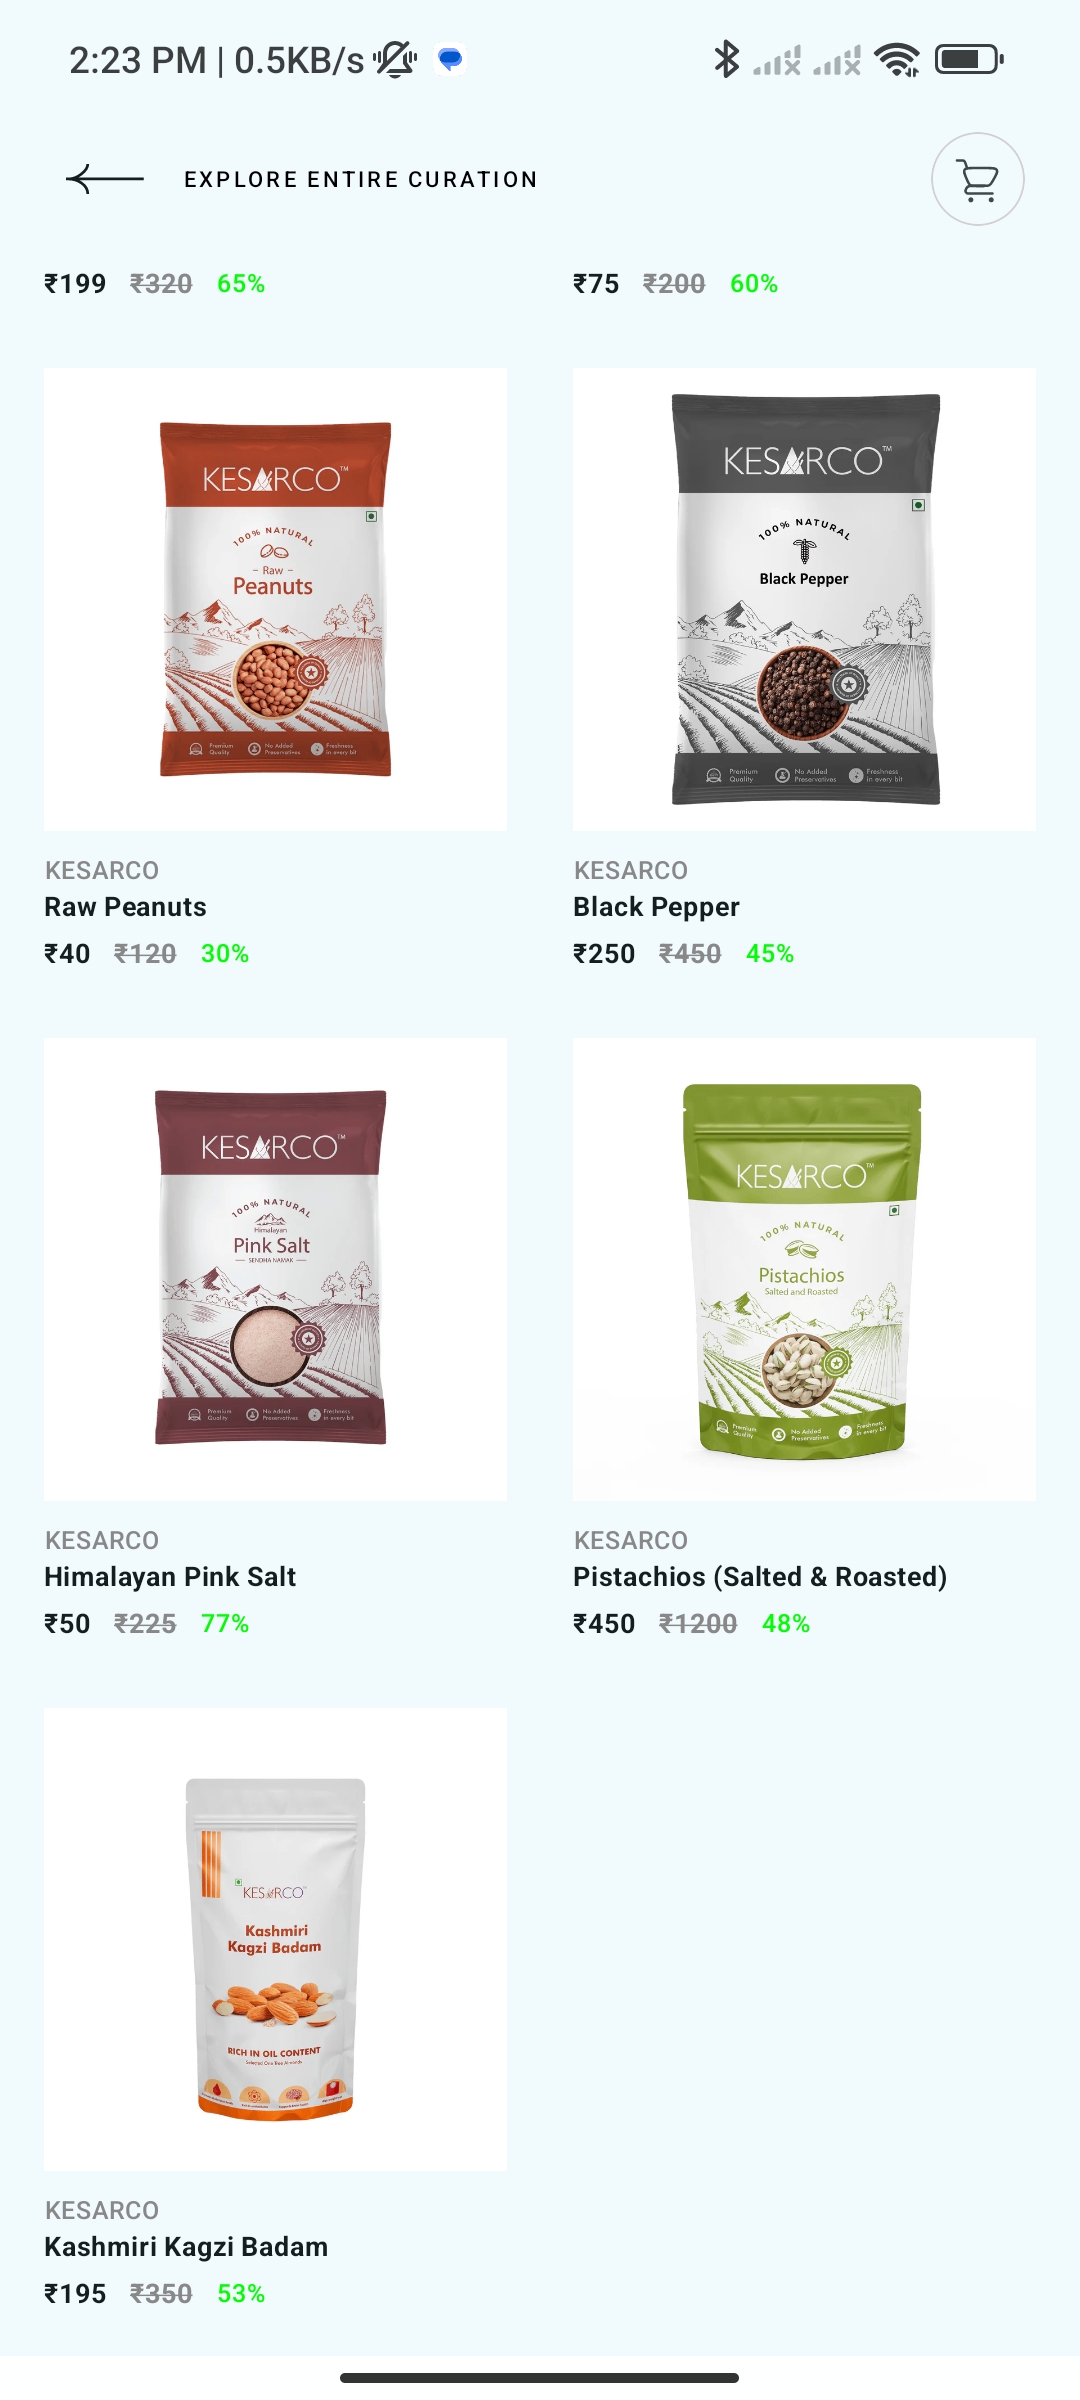 2:23 PM | 0.5KB/s
EXPLORE ENTIRE CURATION
₹199 ₹320 65%
₹75 ₹200 60%
KESARCO™
100% NATURAL
– Raw –
Peanuts
Premium Quality
No Added Preservatives
Freshness in every bit
KESARCO
Raw Peanuts
₹40 ₹120 30%
KESARCO™
100% NATURAL
Black Pepper
Premium Quality
No Added Preservatives
Freshness in every bit
KESARCO
Black Pepper
₹250 ₹450 45%
KESARCO™
100% NATURAL
Himalayan
Pink Salt
SENDHA NAMAK
Premium Quality
No Added Preservatives
Freshness in every bit
KESARCO
Himalayan Pink Salt
₹50 ₹225 77%
KESARCO™
100% NATURAL
Pistachios
Salted and Roasted
Premium Quality
No Added Preservatives
Freshness in every bit
KESARCO
Pistachios (Salted & Roasted)
₹450 ₹1200 48%
KESARCO™
Kashmiri
Kagzi Badam
RICH IN OIL CONTENT
KESARCO
Kashmiri Kagzi Badam
₹195 ₹350 53%